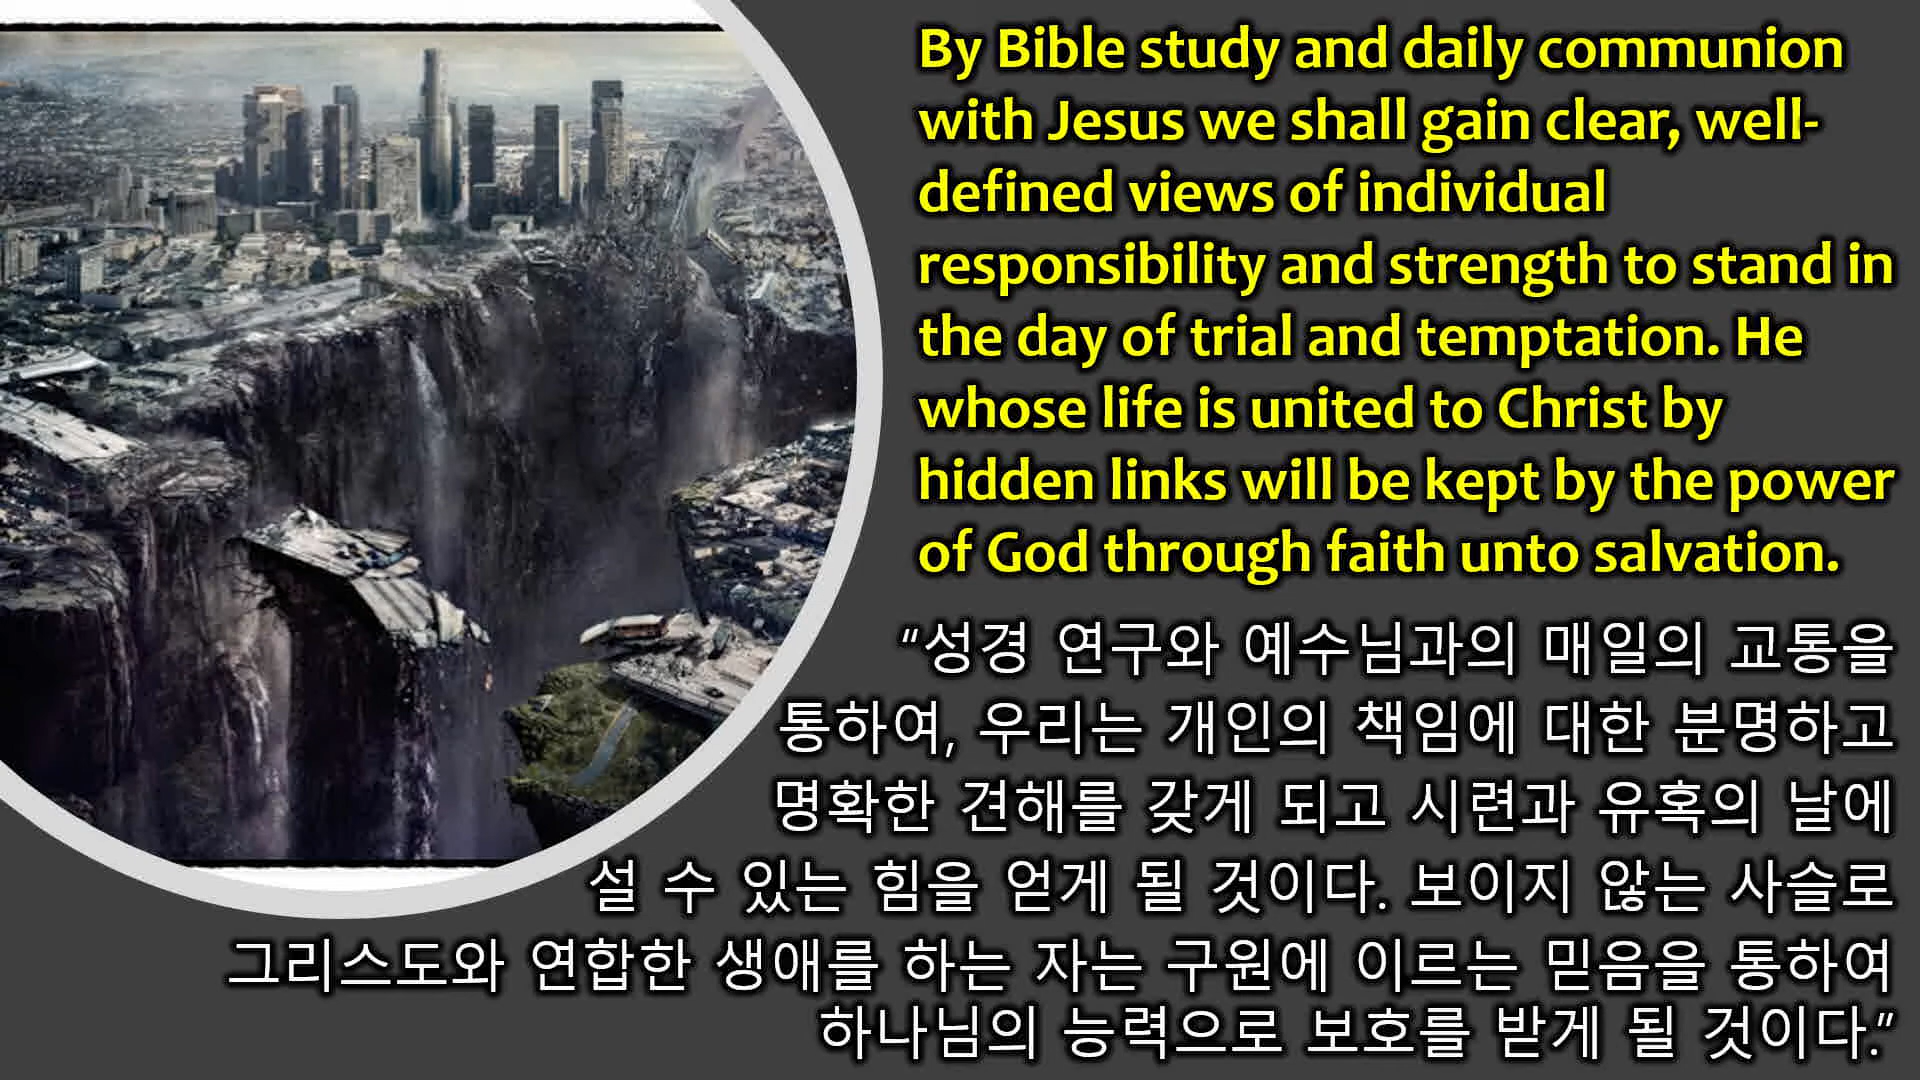 By Bible study and daily communion
with Jesus we shall gain clear, well-
defined views of individual
responsibility and strength to stand in
the day of trial and temptation. He
whose life is united to Christ by
hidden links will be kept by the power
of God through faith unto salvation.
“성경 연구와 예수님과의 매일의 교통을
통하여, 우리는 개인의 책임에 대한 분명하고
명확한 견해를 갖게 되고 시련과 유혹의 날에
설 수 있는 힘을 얻게 될 것이다. 보이지 않는 사슬로
그리스도와 연합한 생애를 하는 자는 구원에 이르는 믿음을 통하여
하나님의 능력으로 보호를 받게 될 것이다.”